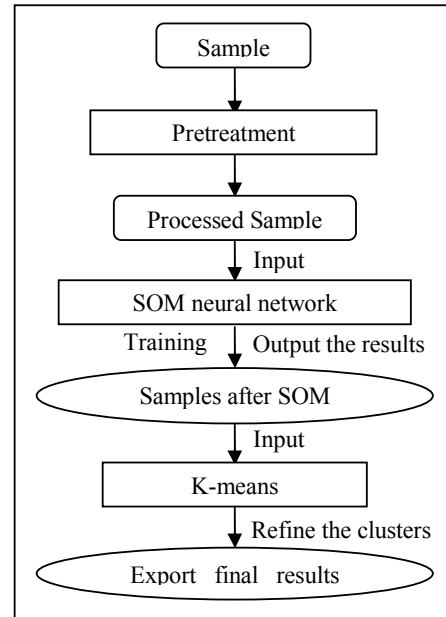 Sample
Pretreatment
Processed Sample
Input
SOM neural network
Training Output the results
Samples after SOM
Input
K-means
Refine the clusters
Export final results